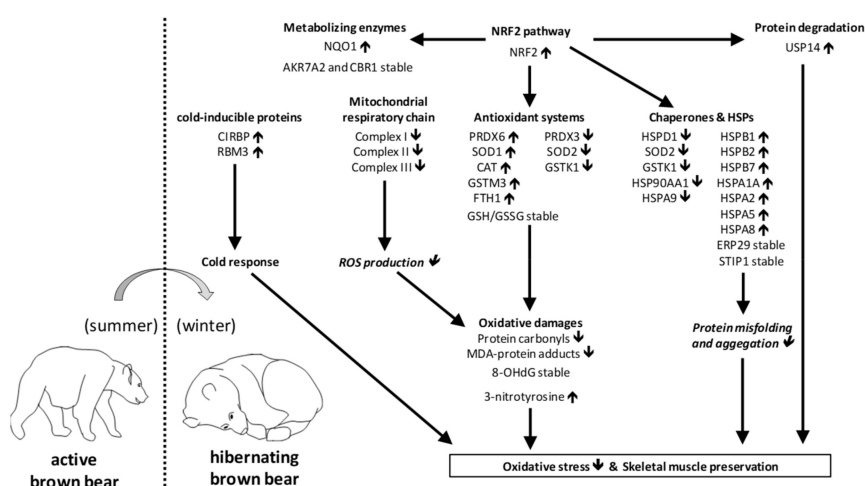 Metabolizing enzymes
NQO1 ↑
AKR7A2 and CBR1 stable
NRF2 pathway
NRF2 ↑
Protein degradation
USP14 ↑
cold-inducible proteins
CIRBP ↑
RBM3 ↑
Mitochondrial
respiratory chain
Complex I ↓
Complex II ↓
Complex III ↓
Antioxidant systems
PRDX6 ↑
SOD1 ↑
CAT ↑
GSTM3 ↑
FTH1 ↑
PRDX3 ↓
SOD2 ↓
GSTK1 ↓
GSH/GSSG stable
Chaperones & HSPs
HSPD1 ↓
SOD2 ↓
GSTK1 ↓
HSP90AA1 ↓
HSPA9 ↓
HSPB1 ↑
HSPB2 ↑
HSPB7 ↑
HSPA1A ↑
HSPA2 ↑
HSPA5 ↑
HSPA8 ↑
ERP29 stable
STIP1 stable
Cold response
ROS production ↓
(summer)
(winter)
Oxidative damages
Protein carbonyls ↓
MDA-protein adducts ↓
8-OHdG stable
3-nitrotyrosine ↑
Protein misfolding
and aggegation ↓
active
brown bear
hibernating
brown bear
Oxidative stress ↓ & Skeletal muscle preservation